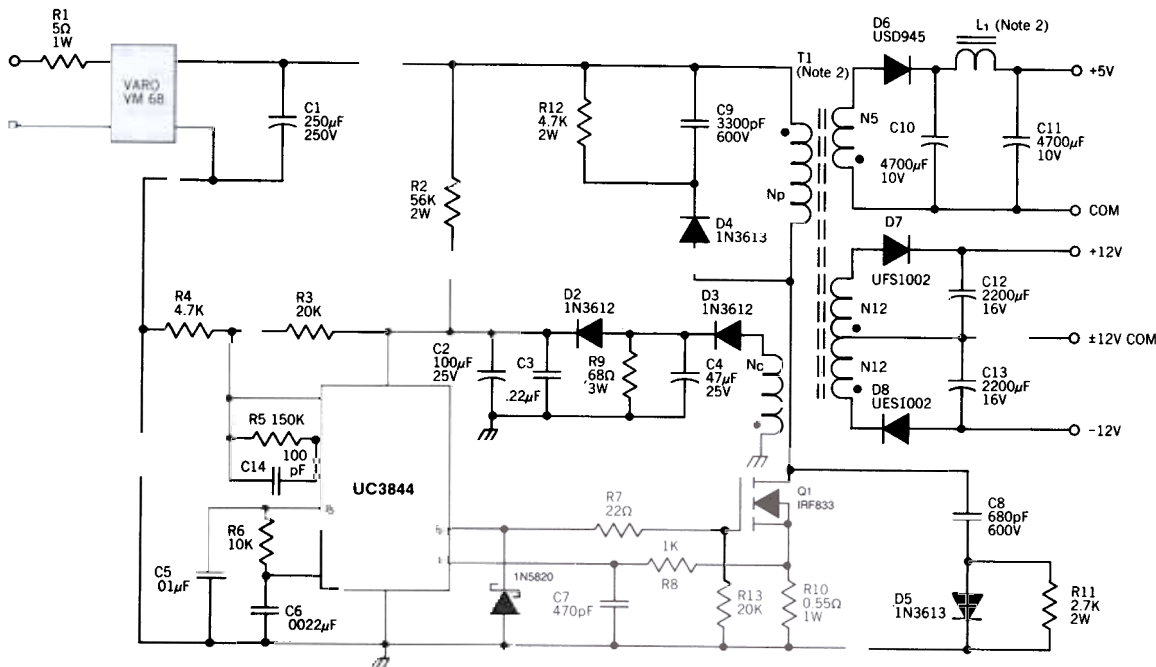 R1
5Ω
1W
VARO
VM 68
C1
250µF
250V
R12
4.7K
2W
C9
3300pF
600V
T1
(Note 2)
D6
USD945
L1 (Note 2)
+5V
N5
C10
4700µF
10V
C11
4700µF
10V
COM
R2
56K
2W
Np
D4
1N3613
D7
UFS1002
+12V
C12
2200µF
16V
N12
±12V COM
N12
C13
2200µF
16V
D8
UES1002
-12V
R4
4.7K
R3
20K
D2
1N3612
D3
1N3612
C2
100µF
25V
C3
.22µF
R9
.68Ω
.3W
C4
47µF
25V
Nc
R5 150K
100
pF
C14
UC3844
R7
22Ω
Q1
IRF833
C8
680pF
600V
R6
10K
1K
R8
C5
.01µF
1N5820
C7
470pF
R13
20K
R10
0.55Ω
1W
D5
1N3613
R11
2.7K
2W
C6
.0022µF